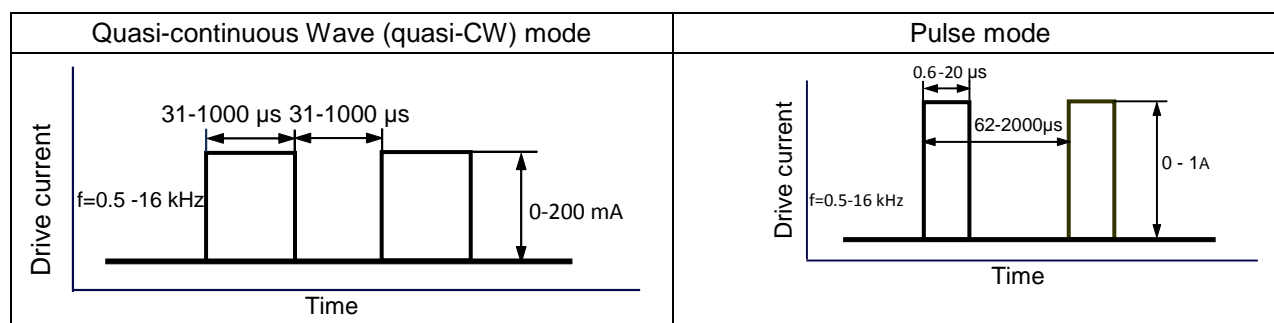 Quasi-continuous Wave (quasi-CW) mode
31-1000 µs 31-1000 µs
f=0.5 -16 kHz
0-200 mA
Drive current
Time
Pulse mode
0.6-20 µs
62-2000µs
0 - 1A
f=0.5-16 kHz
Drive current
Time